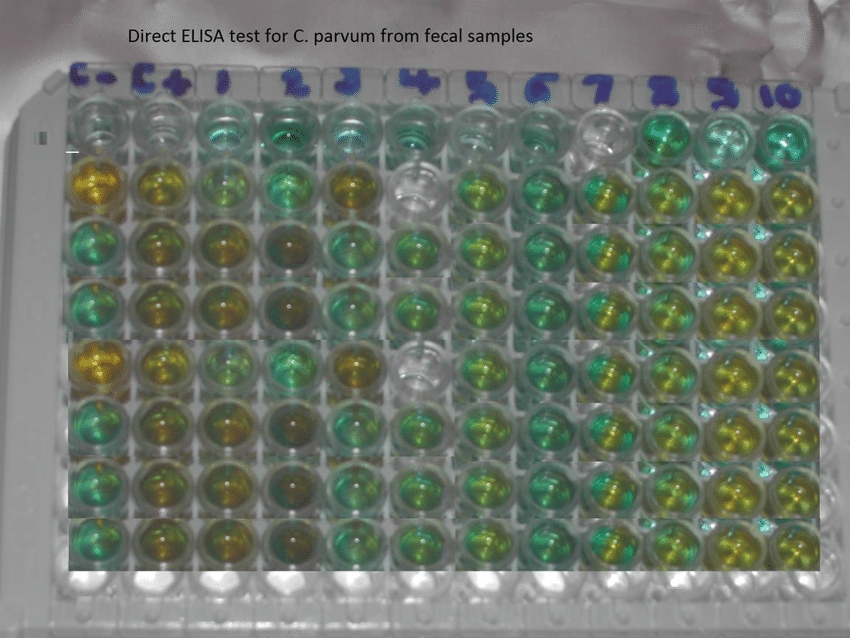 Direct ELISA test for C. parvum from fecal samples
C- C+ 1 2 3 4 5 6 7 8 9 10